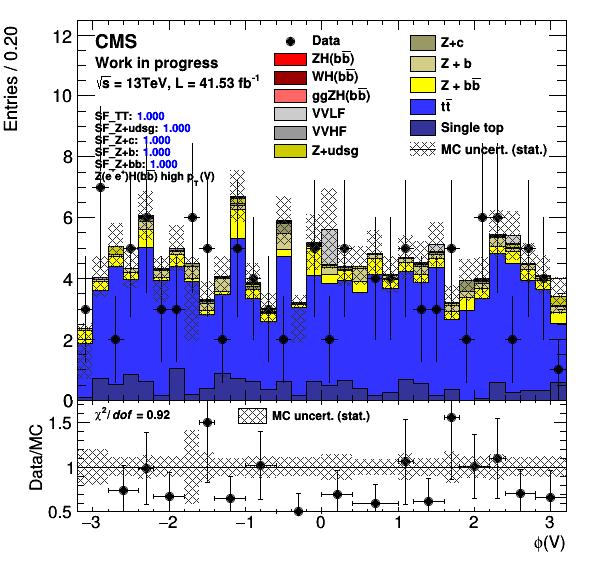 Entries / 0.20
12
10
8
6
4
2
0
CMS
Work in progress
√s = 13TeV, L = 41.53 fb⁻¹
SF_TT: 1.000
SF_Z+udsg: 1.000
SF_Z+c: 1.000
SF_Z+b: 1.000
SF_Z+bb: 1.000
Z(e⁻e⁺)H(bb) high p_T(V)
Data
ZH(bb̅)
WH(bb̅)
ggZH(bb̅)
VVLF
VVHF
Z+udsg
Z+c
Z + b
Z + bb̅
tt̅
Single top
MC uncert. (stat.)
Data/MC
1.5
1
0.5
χ²/dof = 0.92
MC uncert. (stat.)
−3 −2 −1 0 1 2 3
ϕ(V)